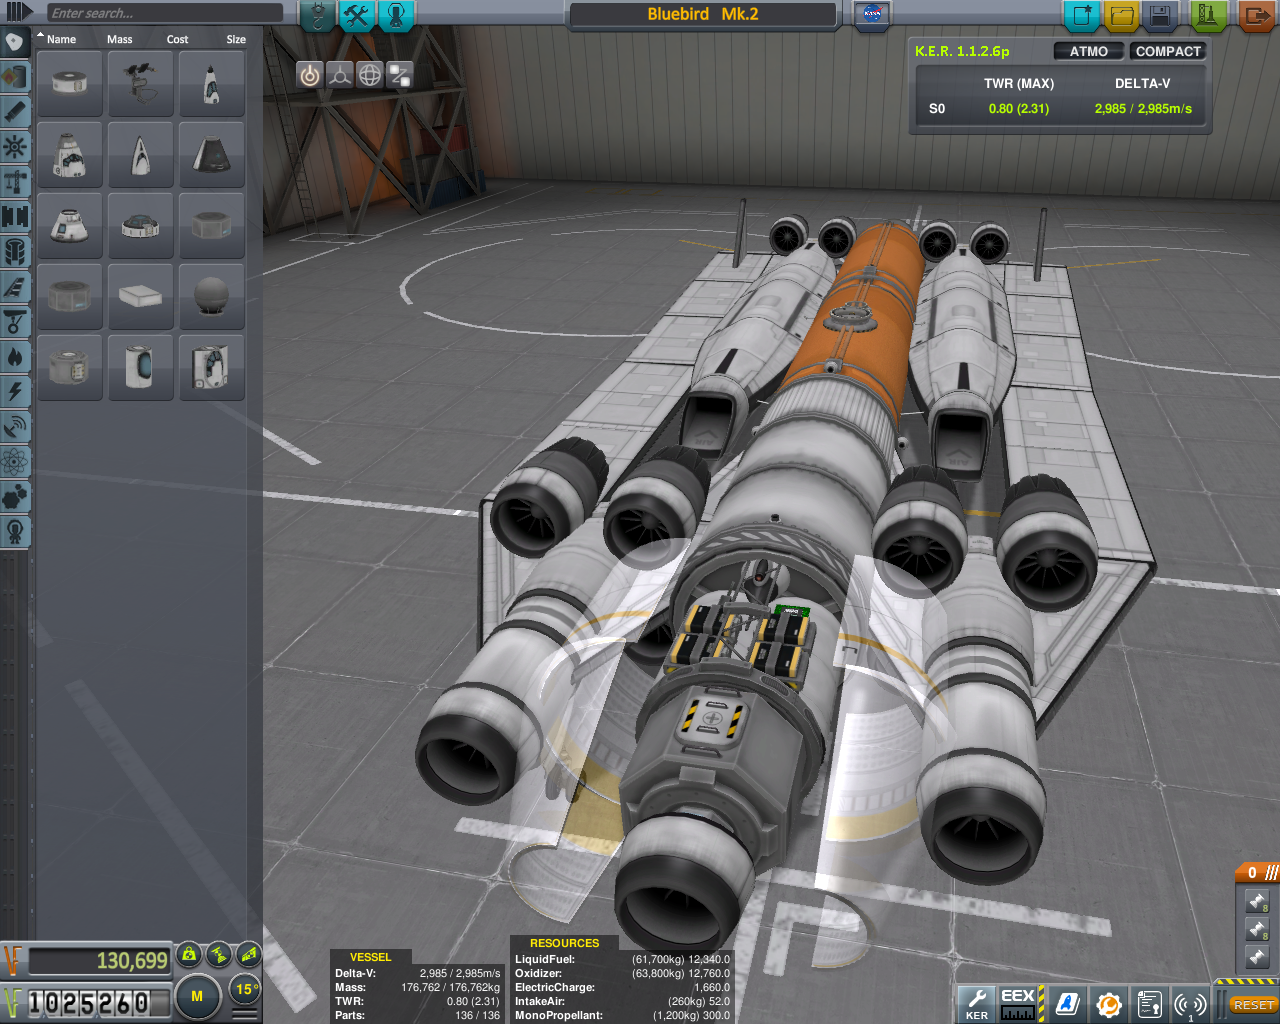 Enter search...
Bluebird Mk.2
Name Mass Cost Size
K.E.R. 1.1.2.6p ATMO COMPACT
TWR (MAX) DELTA-V
S0 0.80 (2.31) 2,985 / 2,985m/s
0
8
8
130,699
1025260
M
15°
VESSEL
Delta-V: 2,985 / 2,985m/s
Mass: 176,762 / 176,762kg
TWR: 0.80 (2.31)
Parts: 136 / 136
RESOURCES
LiquidFuel: (61,700kg) 12,340.0
Oxidizer: (63,800kg) 12,760.0
ElectricCharge: 1,660.0
IntakeAir: (260kg) 52.0
MonoPropellant: (1,200kg) 300.0
KER
EEX
A
1
RESET